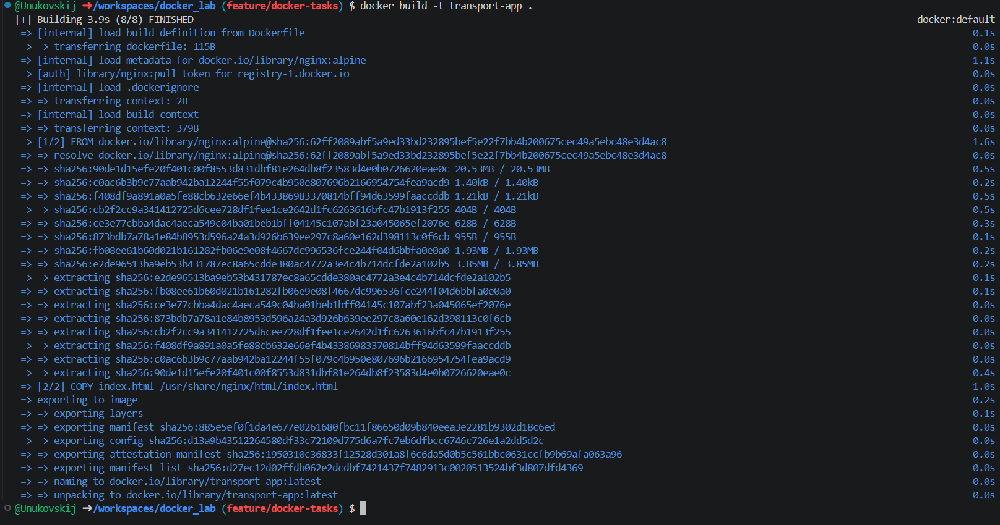 @Unukovskij ➜/workspaces/docker_lab (feature/docker-tasks) $ docker build -t transport-app .
[+] Building 3.9s (8/8) FINISHED docker:default
=> [internal] load build definition from Dockerfile 0.1s
=> => transferring dockerfile: 115B 0.0s
=> [internal] load metadata for docker.io/library/nginx:alpine 1.1s
=> [auth] library/nginx:pull token for registry-1.docker.io 0.0s
=> [internal] load .dockerignore 0.0s
=> => transferring context: 2B 0.0s
=> [internal] load build context 0.0s
=> => transferring context: 379B 0.0s
=> [1/2] FROM docker.io/library/nginx:alpine@sha256:62ff2089abf5a9ed33bd232895bef5e22f7bb4b200675cec49a5ebc48e3d4ac8 1.6s
=> => resolve docker.io/library/nginx:alpine@sha256:62ff2089abf5a9ed33bd232895bef5e22f7bb4b200675cec49a5ebc48e3d4ac8 0.0s
=> => sha256:90de1d15efe20f401c00f8553d831dbf81e264db8f23583d4e0b0726620eae0c 20.53MB / 20.53MB 0.5s
=> => sha256:c0ac6b3b9c77aab942ba12244f55f079c4b950e807696b2166954754fea9acd9 1.40kB / 1.40kB 0.2s
=> => sha256:f408df9a891a0a5fe88cb632e66ef4b43386983370814bff94d63599faaccddb 1.21kB / 1.21kB 0.5s
=> => sha256:cb2f2cc9a341412725d6cee728df1fee1ce2642d1fc6263616bfc47b1913f255 404B / 404B 0.5s
=> => sha256:ce3e77cbba4dac4aeca549c04ba01beb1bff04145c107abf23a045065ef2076e 628B / 628B 0.3s
=> => sha256:873bdb7a78a1e84b8953d596a24a3d926b639ee297c8a60e162d398113c0f6cb 955B / 955B 0.1s
=> => sha256:fb08ee61b60d021b161282fb06e9e08f4667dc996536fce244f04d6bbfa0e0a0 1.93MB / 1.93MB 0.2s
=> => sha256:e2de96513ba9eb53b431787ec8a65cdde380ac4772a3e4c4b714dcfde2a102b5 3.85MB / 3.85MB 0.2s
=> => extracting sha256:e2de96513ba9eb53b431787ec8a65cdde380ac4772a3e4c4b714dcfde2a102b5 0.1s
=> => extracting sha256:fb08ee61b60d021b161282fb06e9e08f4667dc996536fce244f04d6bbfa0e0a0 0.1s
=> => extracting sha256:ce3e77cbba4dac4aeca549c04ba01beb1bff04145c107abf23a045065ef2076e 0.0s
=> => extracting sha256:873bdb7a78a1e84b8953d596a24a3d926b639ee297c8a60e162d398113c0f6cb 0.0s
=> => extracting sha256:cb2f2cc9a341412725d6cee728df1fee1ce2642d1fc6263616bfc47b1913f255 0.0s
=> => extracting sha256:f408df9a891a0a5fe88cb632e66ef4b43386983370814bff94d63599faaccddb 0.0s
=> => extracting sha256:c0ac6b3b9c77aab942ba12244f55f079c4b950e807696b2166954754fea9acd9 0.0s
=> => extracting sha256:90de1d15efe20f401c00f8553d831dbf81e264db8f23583d4e0b0726620eae0c 0.4s
=> [2/2] COPY index.html /usr/share/nginx/html/index.html 1.0s
=> exporting to image 0.2s
=> => exporting layers 0.1s
=> => exporting manifest sha256:885e5ef0f1da4e677e0261680fbc11f86650d09b840eea3e2281b9302d18c6ed 0.0s
=> => exporting config sha256:d13a9b43512264580df33c72109d775d6a7fc7eb6dfbcc6746c726e1a2dd5d2c 0.0s
=> => exporting attestation manifest sha256:1950310c36833f12528d301a8f6c6da5d0b5c561bbc0631ccfb9b69afa063a96 0.0s
=> => exporting manifest list sha256:d27ec12d02ffdb062e2dcdbf7421437f7482913c0020513524bf3d807dfd4369 0.0s
=> => naming to docker.io/library/transport-app:latest 0.0s
=> => unpacking to docker.io/library/transport-app:latest 0.0s
@Unukovskij ➜/workspaces/docker_lab (feature/docker-tasks) $